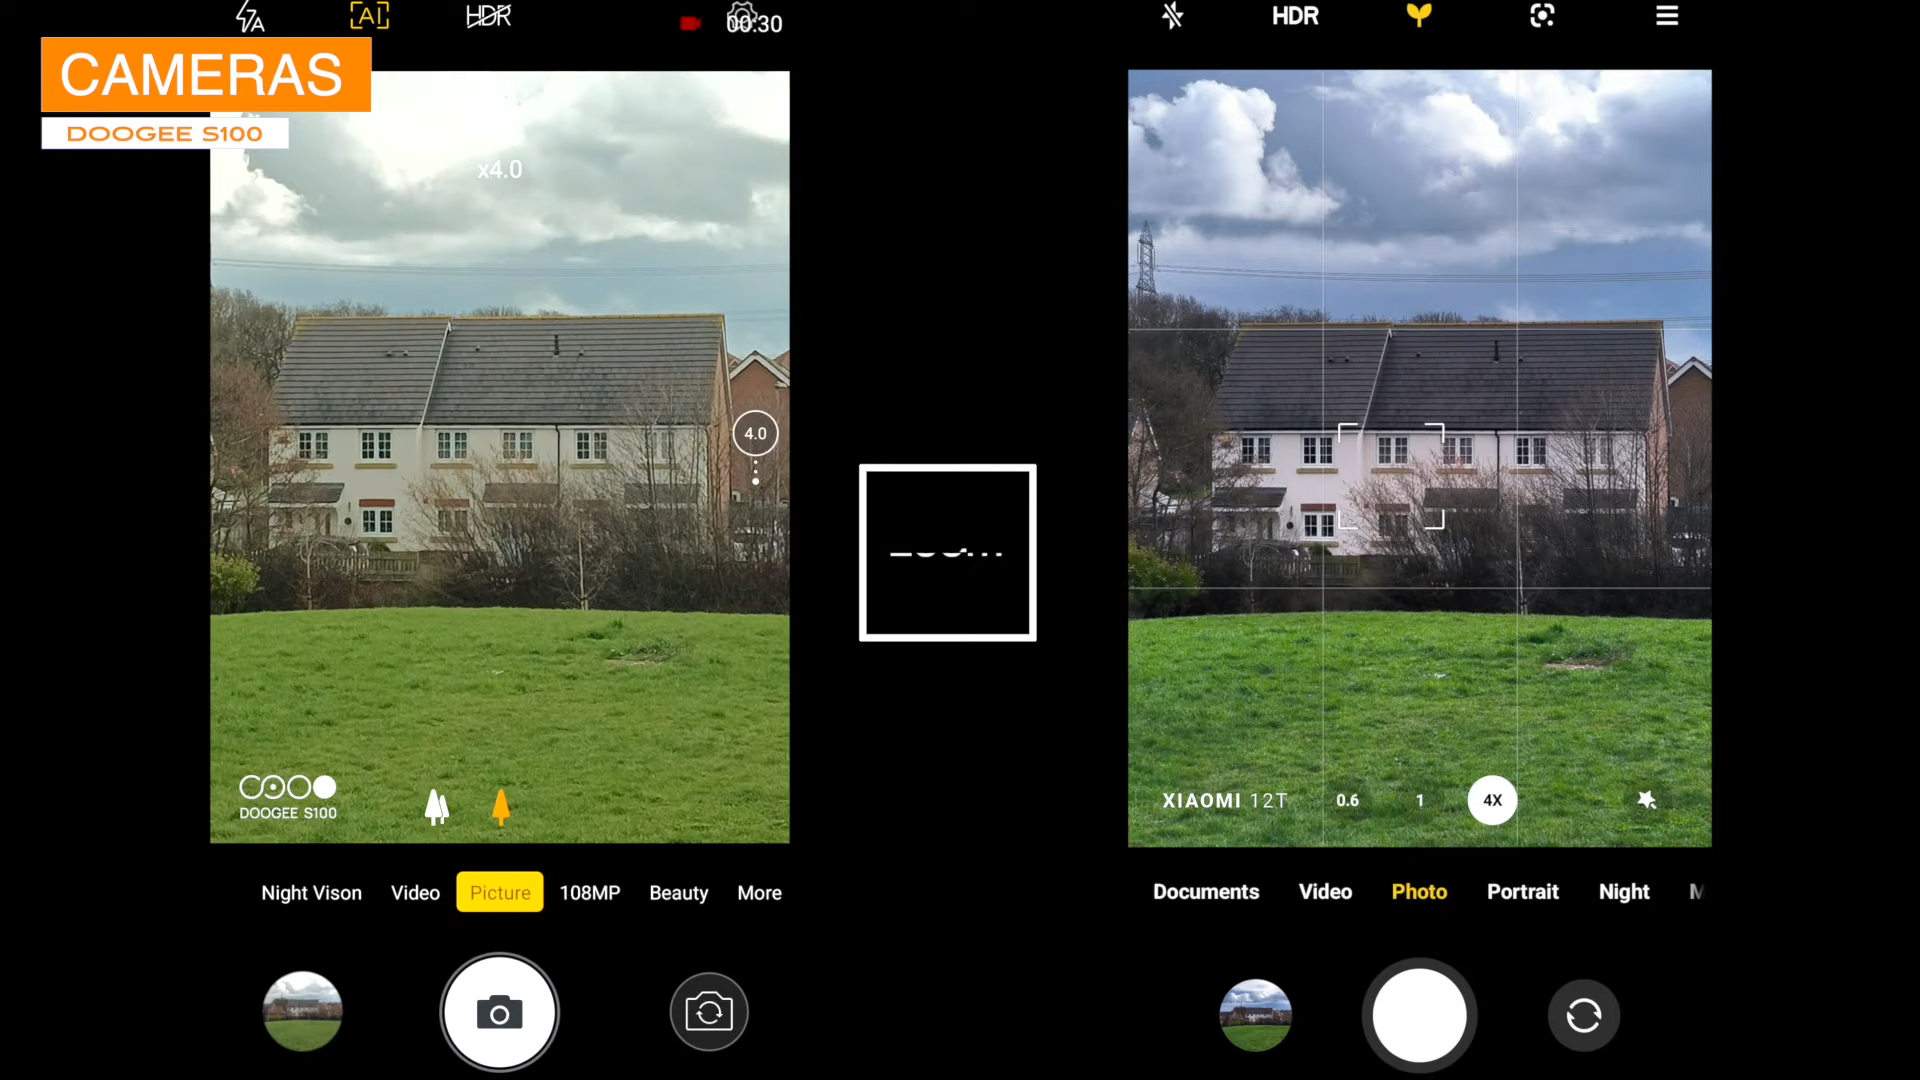 [AI]
HDR
00:30
HDR
CAMERAS
DOOGEE S100
x4.0
4.0
DOOGEE S100
XIAOMI 12T
0.6
1
4X
Night Vison
Video
Picture
108MP
Beauty
More
Documents
Video
Photo
Portrait
Night